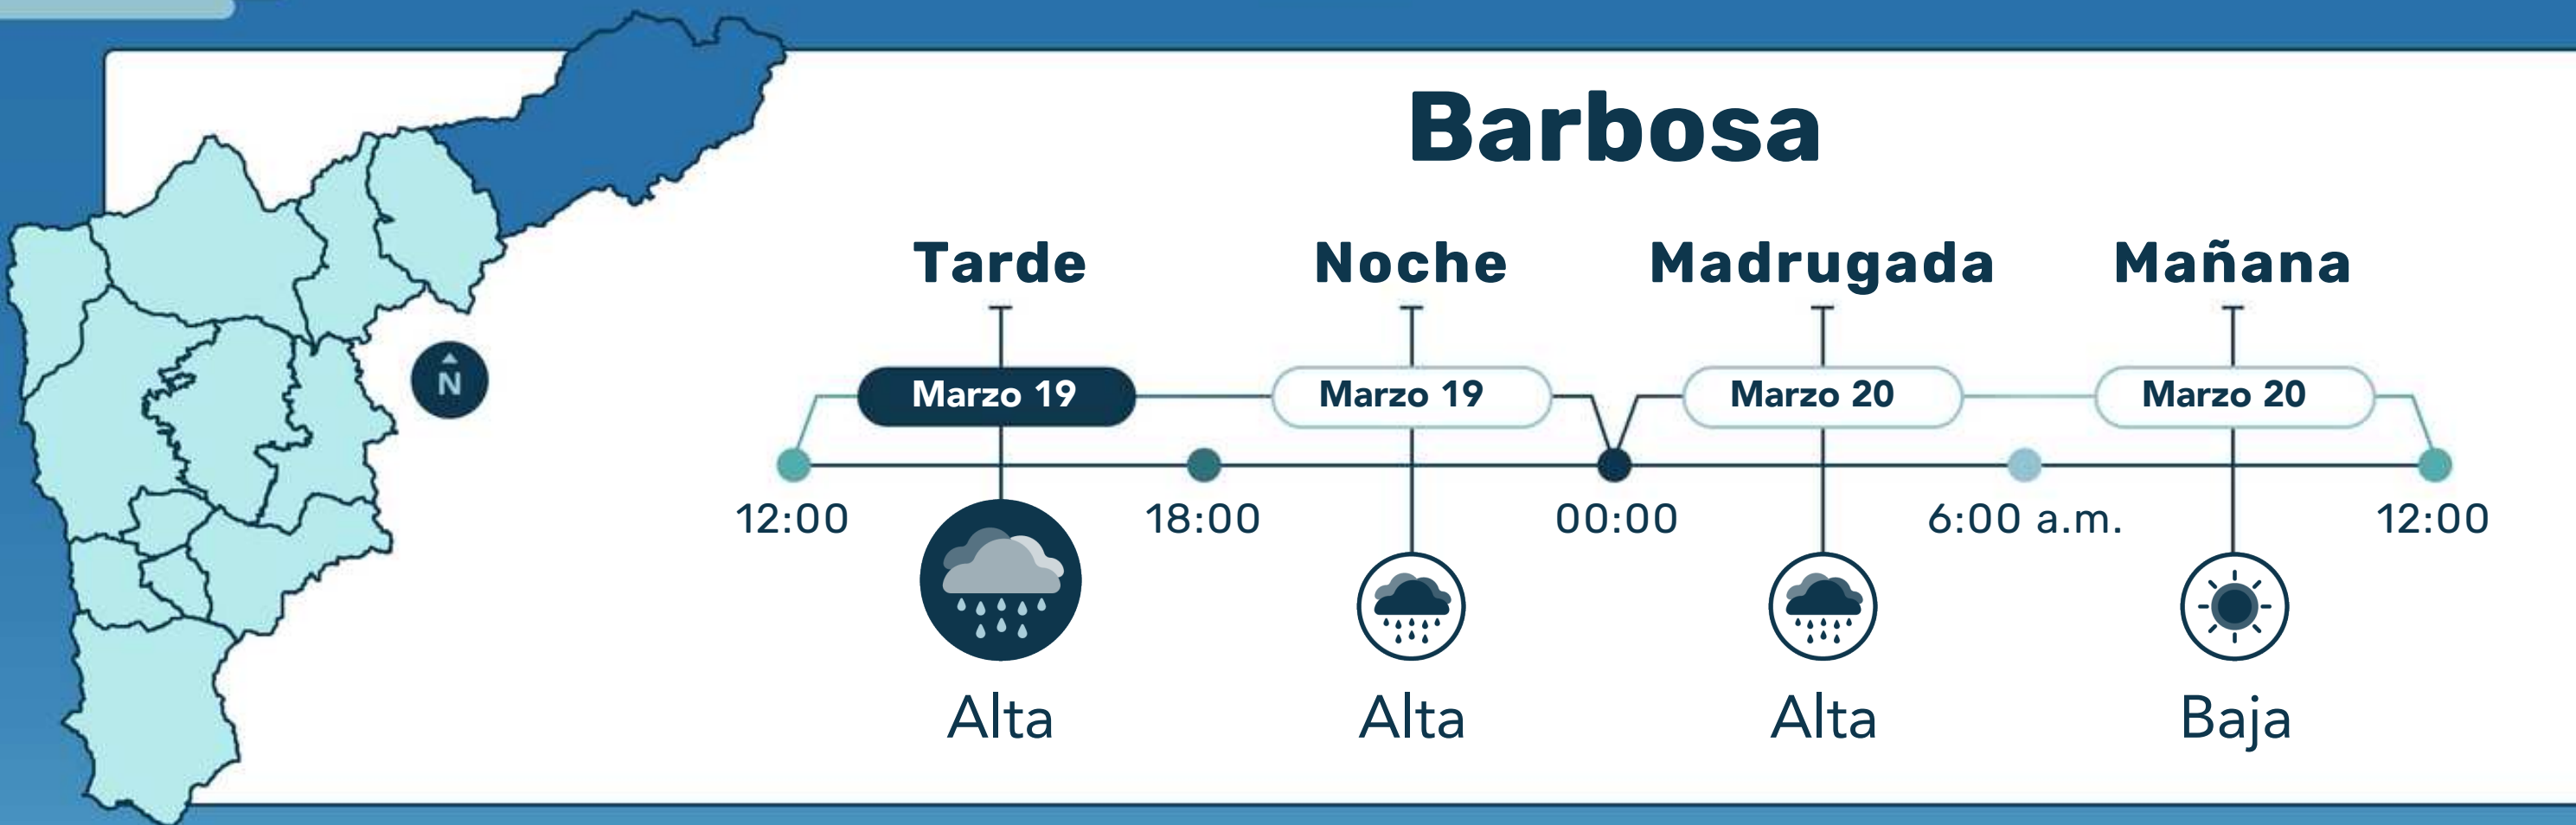 Barbosa
Tarde Noche Madrugada Mañana
Marzo 19 Marzo 19 Marzo 20 Marzo 20
N
12:00 18:00 00:00 6:00 a.m. 12:00
Alta Alta Alta Baja